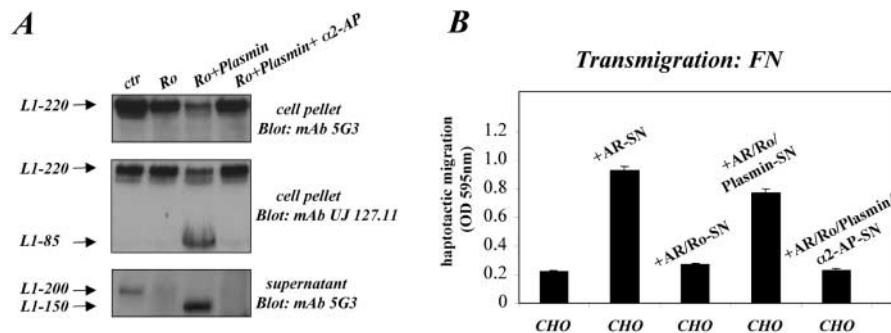 A
ctr
Ro
Ro+Plasmin
Ro+Plasmin+ α2-AP
L1-220
cell pellet
Blot: mAb 5G3
L1-220
cell pellet
Blot: mAb UJ 127.11
L1-85
L1-200
L1-150
supernatant
Blot: mAb 5G3
B
Transmigration: FN
haptotactic migration
(OD 595nm)
1.2
1.0
0.8
0.6
0.4
0.2
0
+AR-SN
+AR/Ro-SN
+AR/Ro/
Plasmin-SN
+AR/Ro/Plasmin/
α2-AP-SN
CHO
CHO
CHO
CHO
CHO